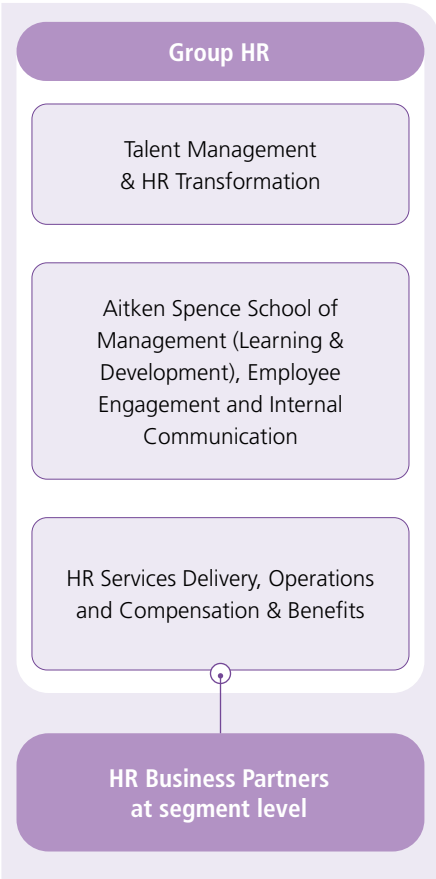 Group HR
Talent Management
& HR Transformation
Aitken Spence School of
Management (Learning &
Development), Employee
Engagement and Internal
Communication
HR Services Delivery, Operations
and Compensation & Benefits
HR Business Partners
at segment level